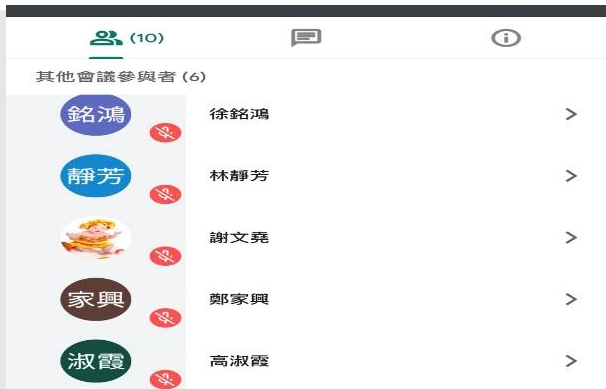 (10)
其他會議參與者 (6)
銘鴻 徐銘鴻
靜芳 林靜芳
謝文堯
家興 鄭家興
淑霞 高淑霞